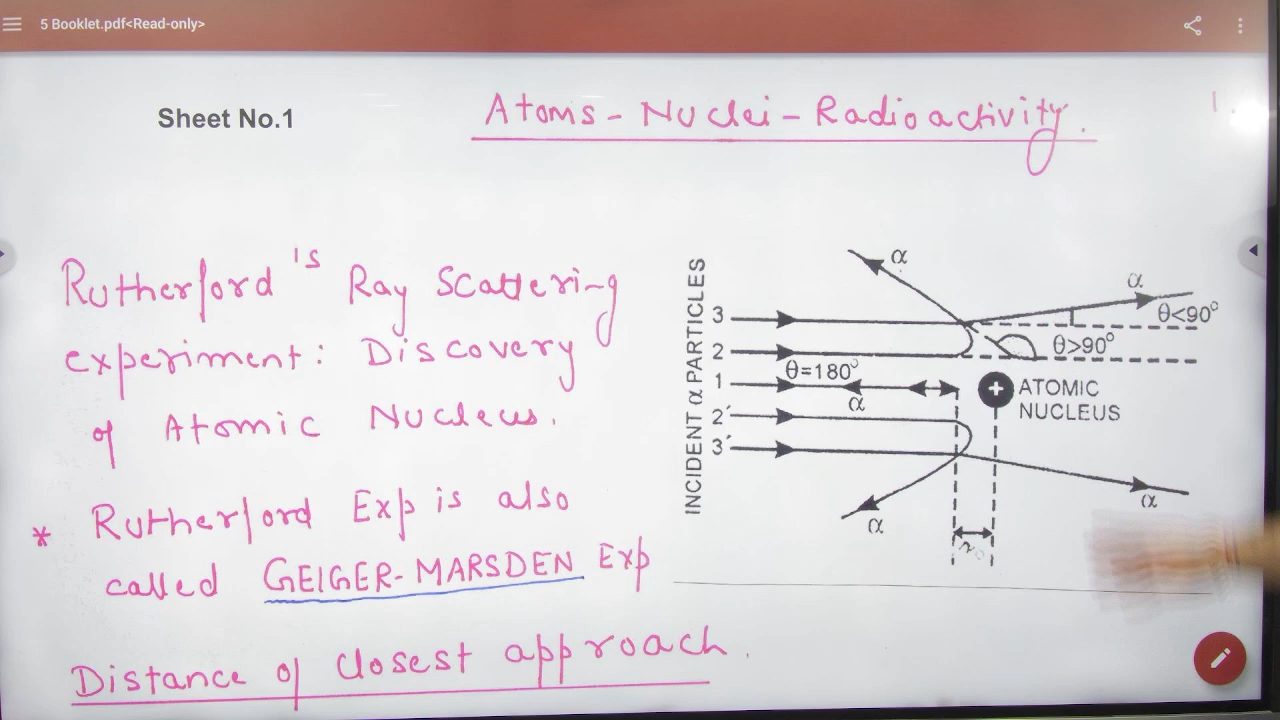 5 Booklet.pdf<Read-only>
Sheet No.1
Atoms - Nuclei - Radioactivity.
1.
Rutherford's Ray Scattering
experiment: Discovery
of Atomic Nucleus.
* Rutherford Exp is also
called GEIGER-MARSDEN Exp
Distance of closest approach.
INCIDENT α PARTICLES
α
α
3
θ<90°
2
θ>90°
θ=180°
1
α
ATOMIC
NUCLEUS
+
2′
3′
α
α